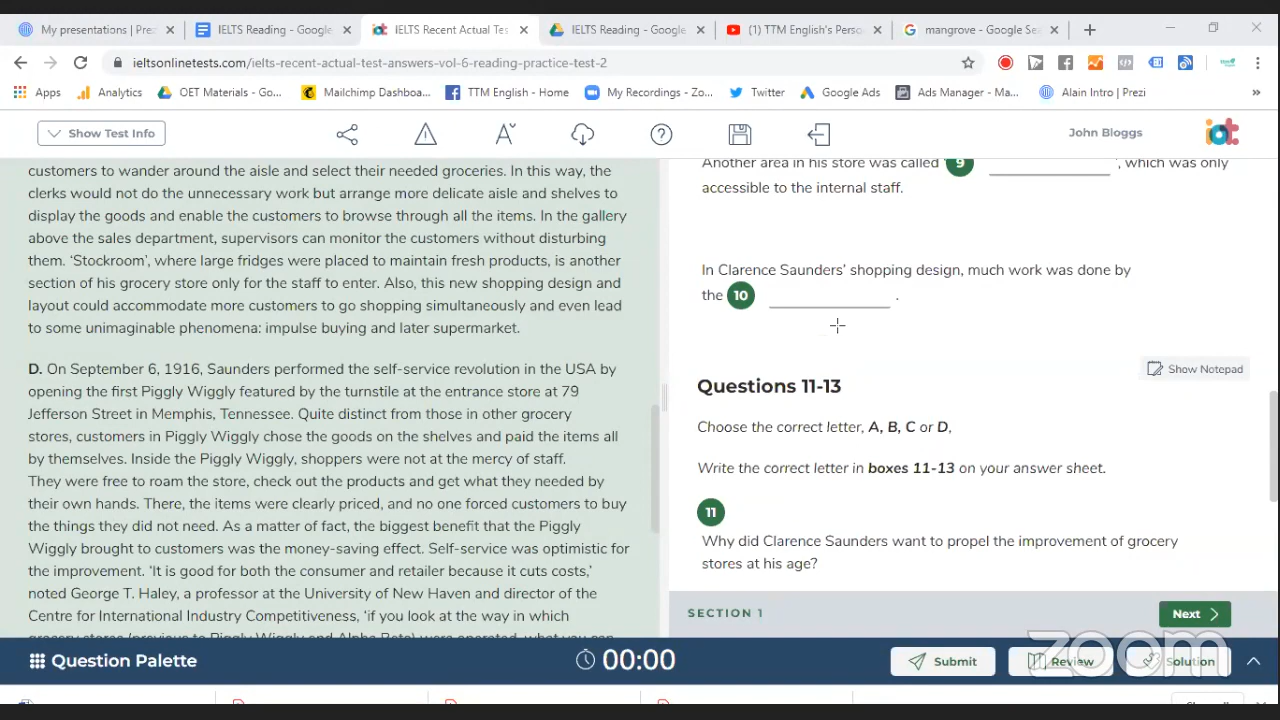 My presentations | Prez
IELTS Reading - Google
IELTS Recent Actual Tes
IELTS Reading - Google
(1) TTM English's Perso
mangrove - Google Sea
ieltsonlinetests.com/ielts-recent-actual-test-answers-vol-6-reading-practice-test-2
Apps
Analytics
OET Materials - Go...
Mailchimp Dashboa...
TTM English - Home
My Recordings - Zo...
Twitter
Google Ads
Ads Manager - Ma...
Alain Intro | Prezi
Show Test Info
John Bloggs
iot
customers to wander around the aisle and select their needed groceries. In this way, the
clerks would not do the unnecessary work but arrange more delicate aisle and shelves to
display the goods and enable the customers to browse through all the items. In the gallery
above the sales department, supervisors can monitor the customers without disturbing
them. ‘Stockroom’, where large fridges were placed to maintain fresh products, is another
section of his grocery store only for the staff to enter. Also, this new shopping design and
layout could accommodate more customers to go shopping simultaneously and even lead
to some unimaginable phenomena: impulse buying and later supermarket.
D. On September 6, 1916, Saunders performed the self-service revolution in the USA by
opening the first Piggly Wiggly featured by the turnstile at the entrance store at 79
Jefferson Street in Memphis, Tennessee. Quite distinct from those in other grocery
stores, customers in Piggly Wiggly chose the goods on the shelves and paid the items all
by themselves. Inside the Piggly Wiggly, shoppers were not at the mercy of staff.
They were free to roam the store, check out the products and get what they needed by
their own hands. There, the items were clearly priced, and no one forced customers to buy
the things they did not need. As a matter of fact, the biggest benefit that the Piggly
Wiggly brought to customers was the money-saving effect. Self-service was optimistic for
the improvement. ‘It is good for both the consumer and retailer because it cuts costs,’
noted George T. Haley, a professor at the University of New Haven and director of the
Centre for International Industry Competitiveness, ‘if you look at the way in which
grocery stores (previous to Piggly Wiggly and Alpha Beta) were operated, what you can
Another area in his store was called ‘ 9 ’, which was only
accessible to the internal staff.
In Clarence Saunders’ shopping design, much work was done by
the 10 .
Show Notepad
Questions 11-13
Choose the correct letter, A, B, C or D,
Write the correct letter in boxes 11-13 on your answer sheet.
11
Why did Clarence Saunders want to propel the improvement of grocery
stores at his age?
SECTION 1
Next
Question Palette
00:00
Submit
Review
Solution
zoom